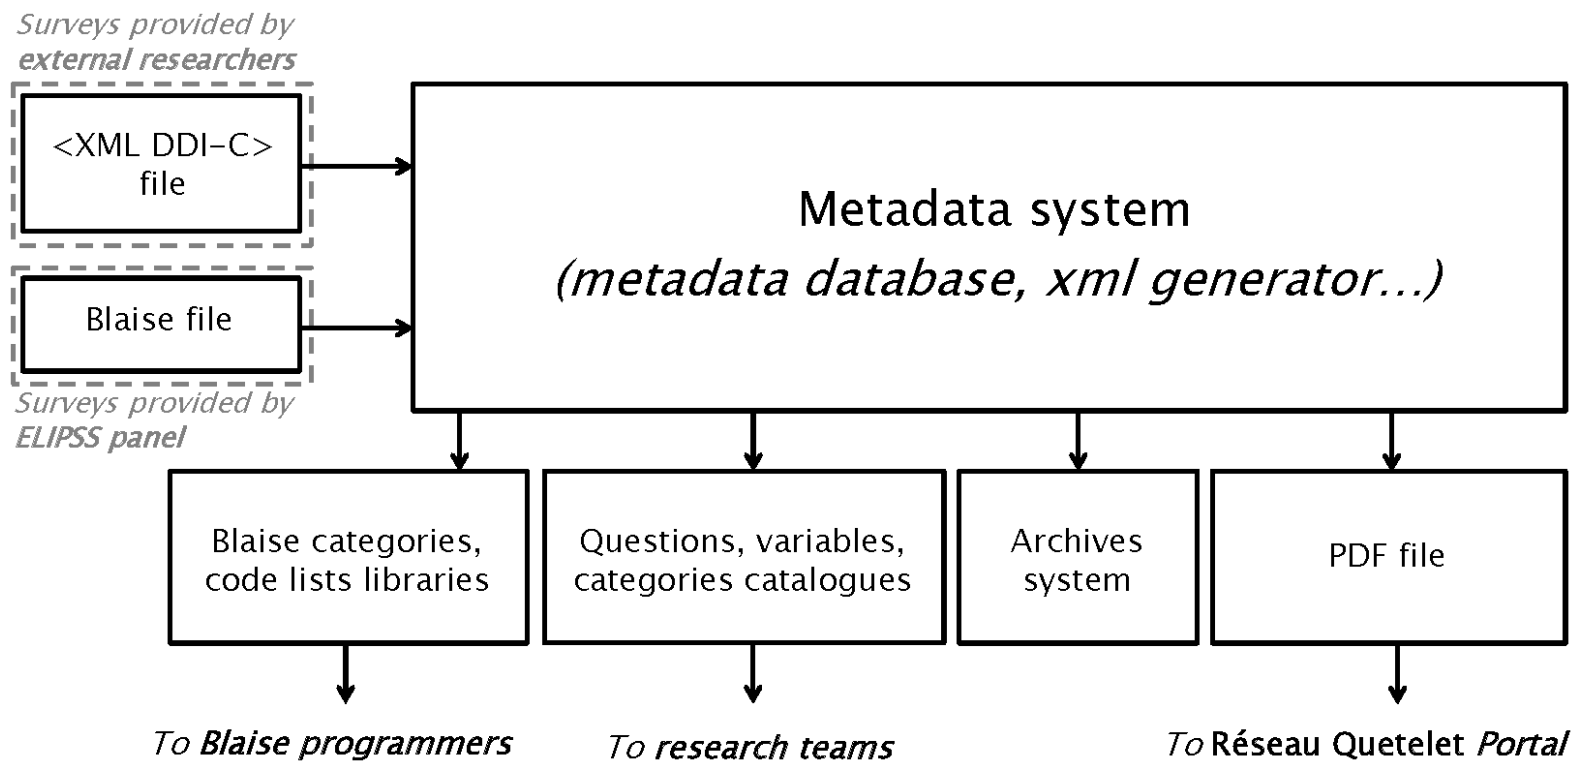 Surveys provided by
external researchers
<XML DDI-C>
file
Metadata system
(metadata database, xml generator...)
Blaise file
Surveys provided by
ELIPSS panel
Blaise categories,
code lists libraries
Questions, variables,
categories catalogues
Archives
system
PDF file
To Blaise programmers
To research teams
To Réseau Quetelet Portal